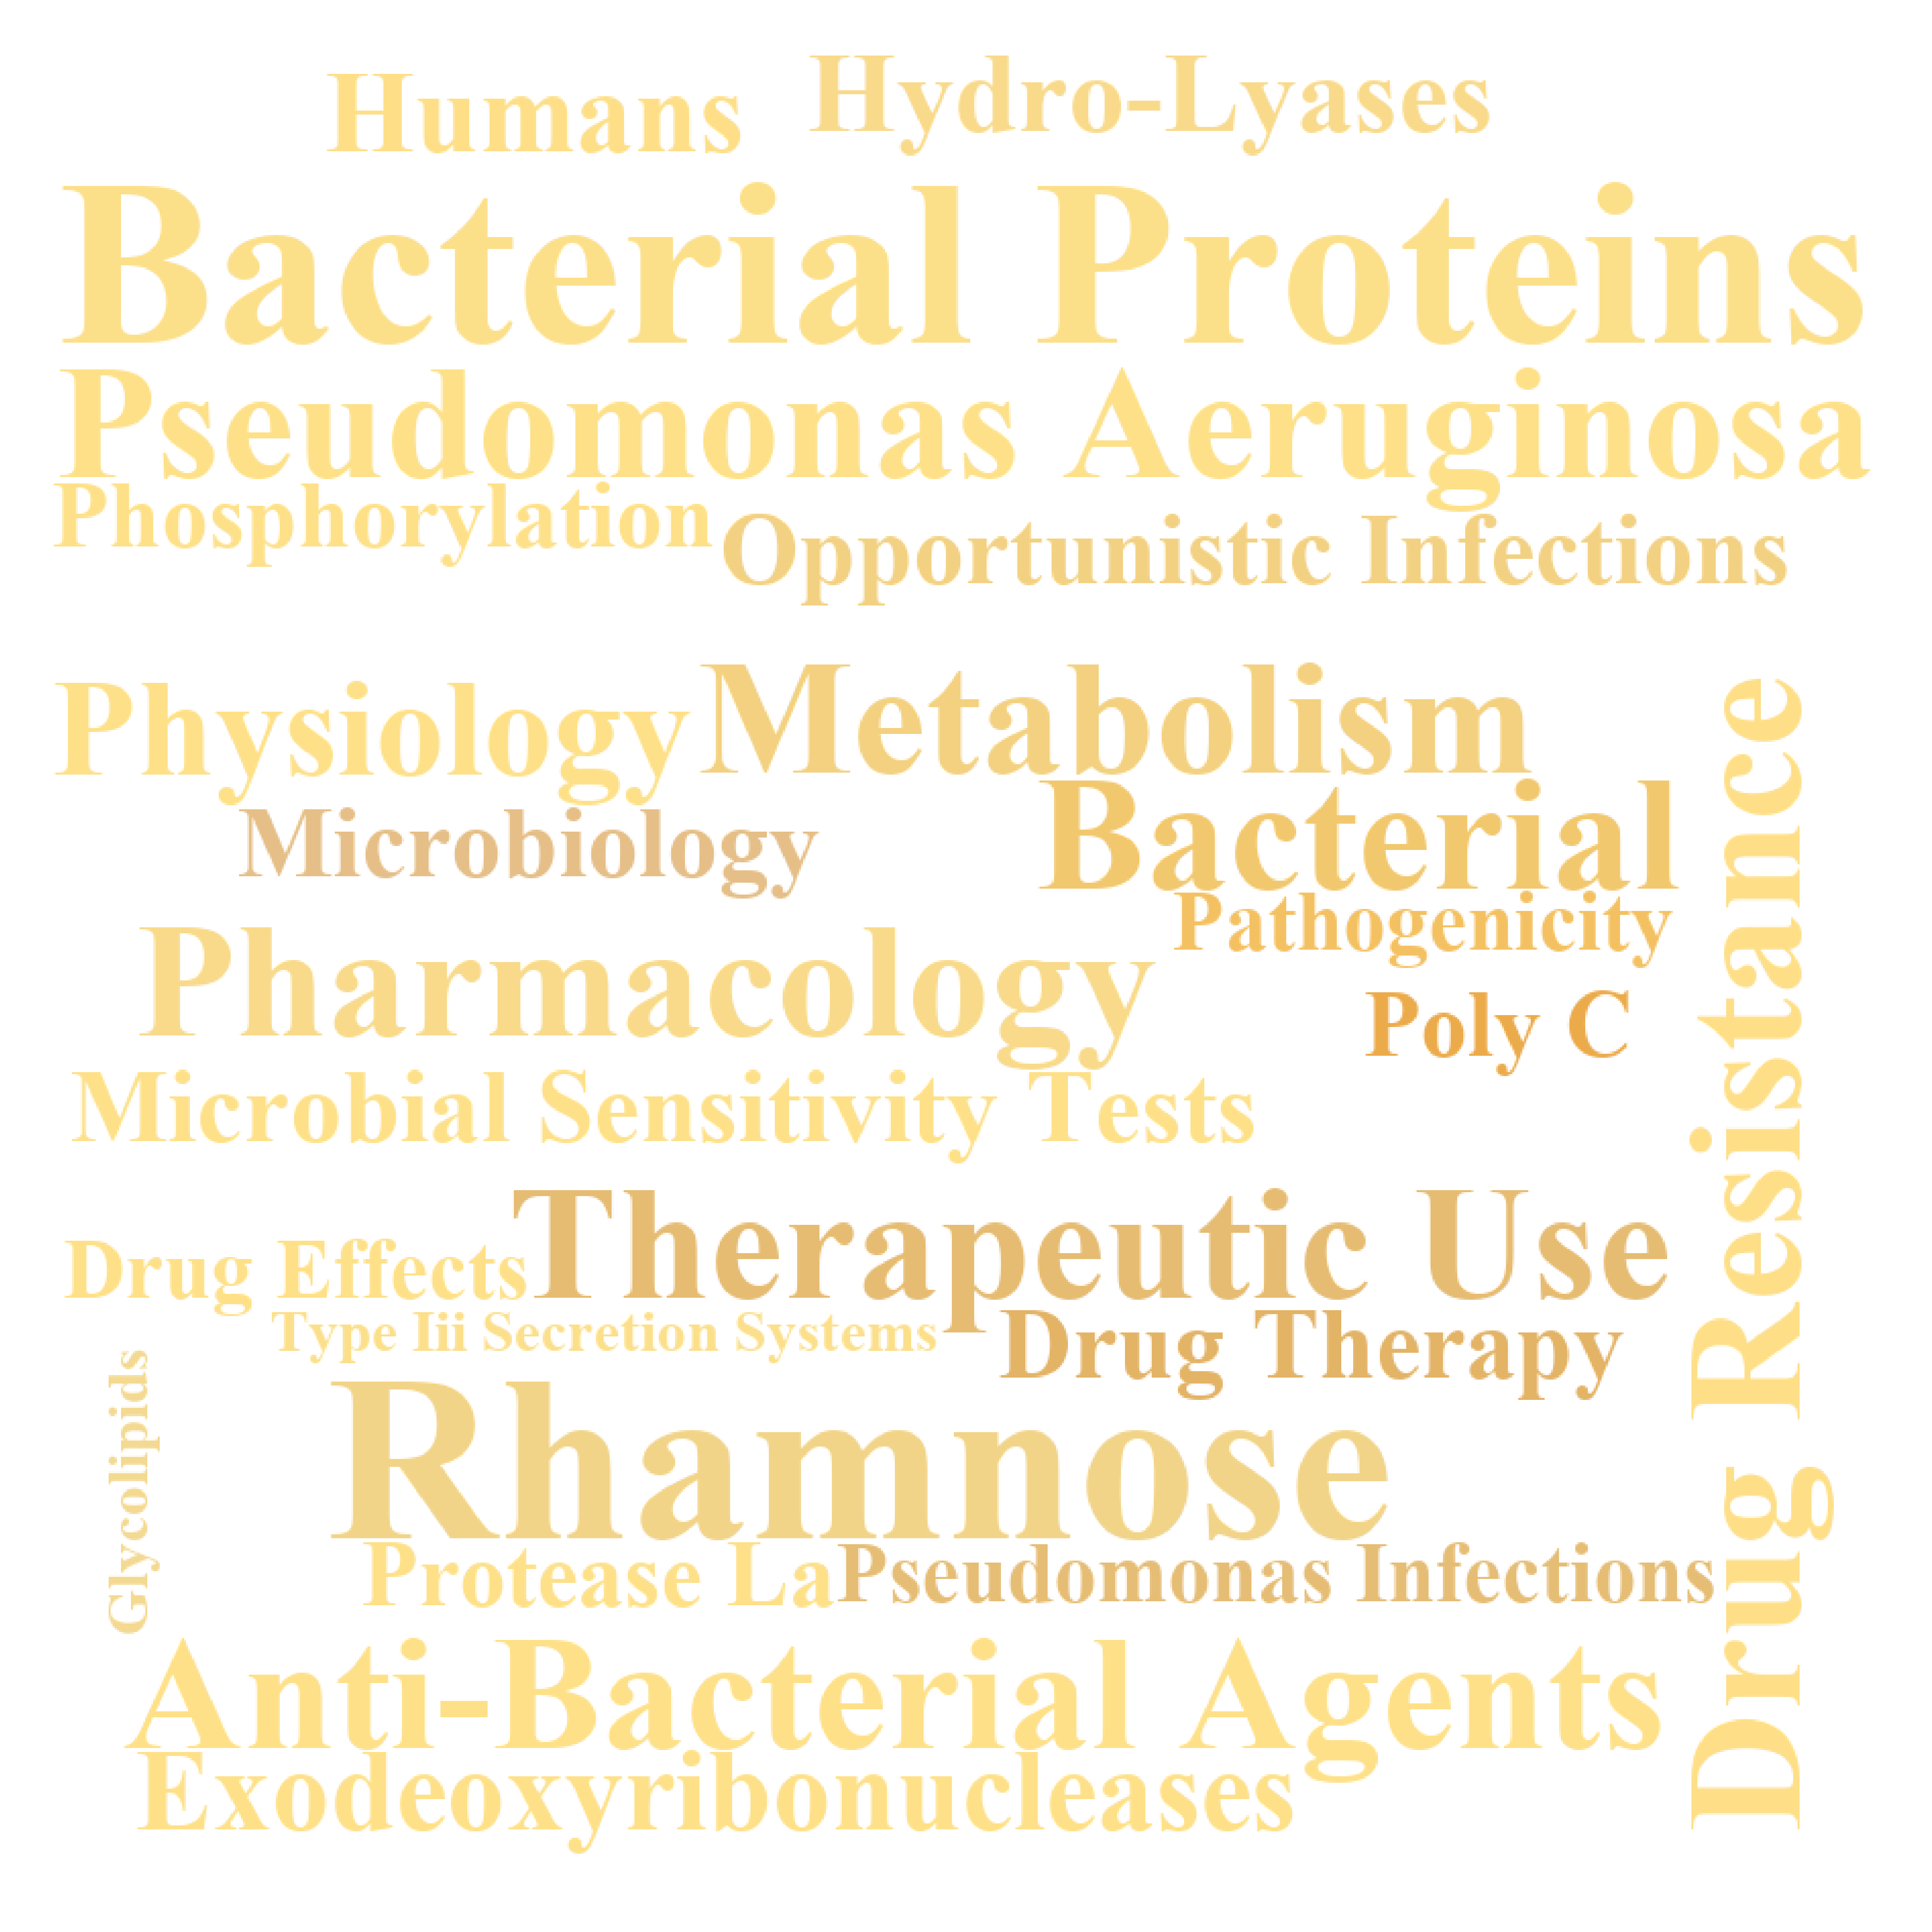 Humans
Hydro-Lyases
Bacterial Proteins
Pseudomonas Aeruginosa
Phosphorylation
Opportunistic Infections
Physiology
Metabolism
Microbiology
Bacterial
Pathogenicity
Pharmacology
Poly C
Microbial Sensitivity Tests
Drug Resistance
Therapeutic Use
Drug Effects
Type Iii Secretion Systems
Drug Therapy
Glycolipids
Rhamnose
Protease La
Pseudomonas Infections
Anti-Bacterial Agents
Exodeoxyribonucleases